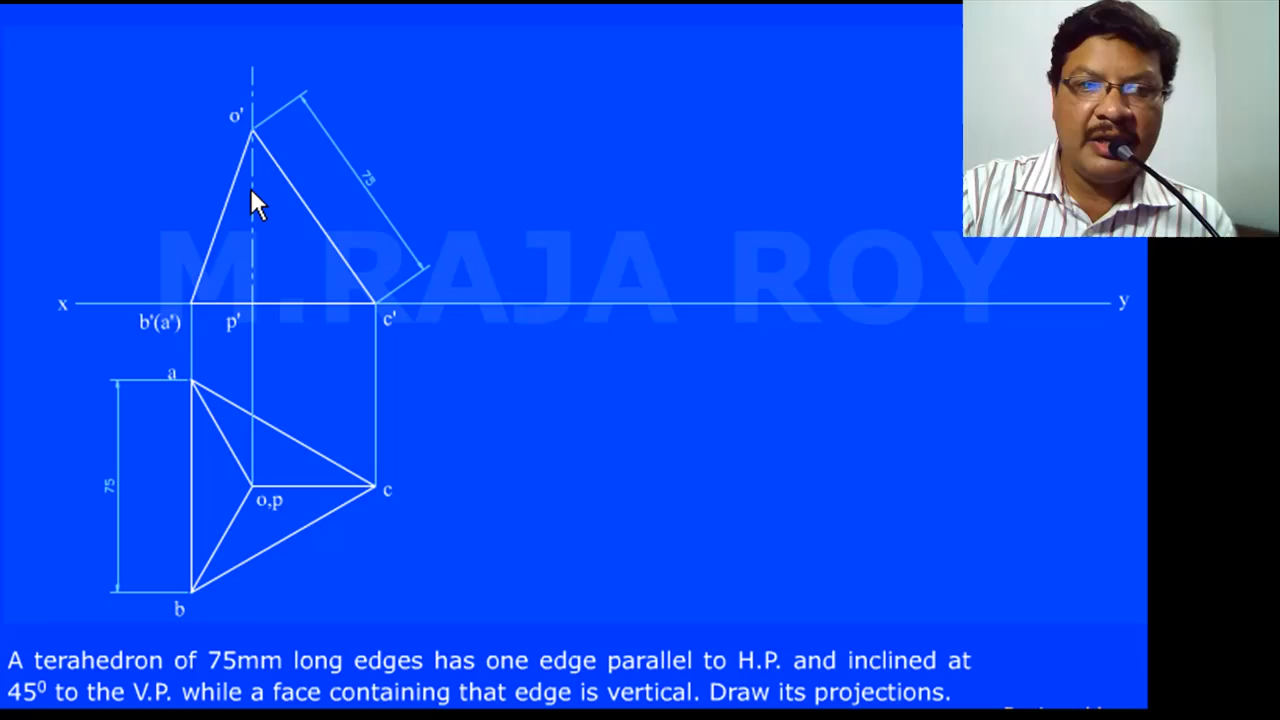 o'
75
M.RAJA ROY
x
y
b'(a')
p'
c'
a
75
o,p
c
b
A terahedron of 75mm long edges has one edge parallel to H.P. and inclined at
45⁰ to the V.P. while a face containing that edge is vertical. Draw its projections.